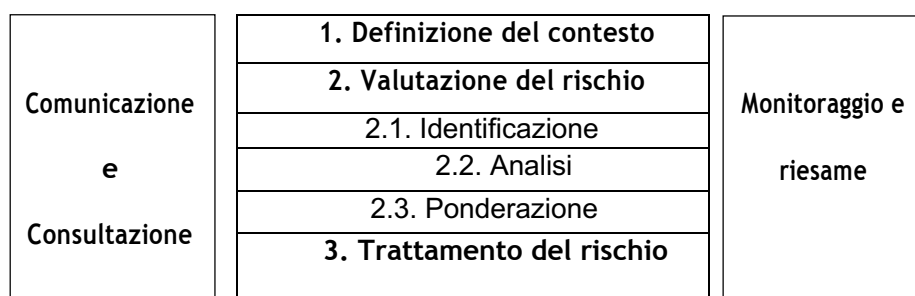 Comunicazione
e
Consultazione
1. Definizione del contesto
2. Valutazione del rischio
2.1. Identificazione
2.2. Analisi
2.3. Ponderazione
3. Trattamento del rischio
Monitoraggio e
riesame